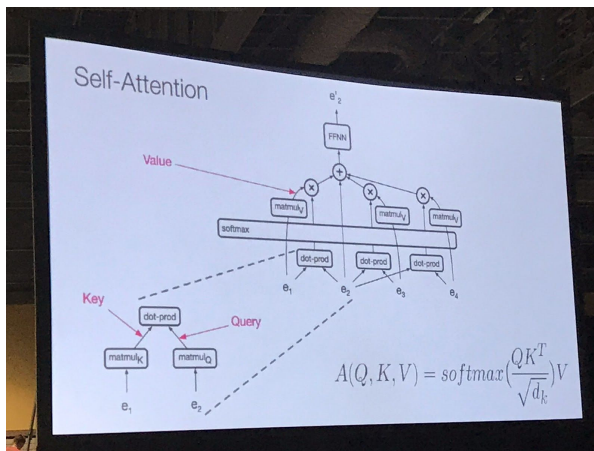 Self-Attention
e'₂
FFNN
Value
+
× × ×
matmulV matmulV matmulV
softmax
dot-prod dot-prod dot-prod
e₁ e₂ e₃ e₄
Key
dot-prod
Query
matmulK matmulQ
e₁ e₂
A(Q, K, V) = softmax(QKᵀ/√dₖ)V